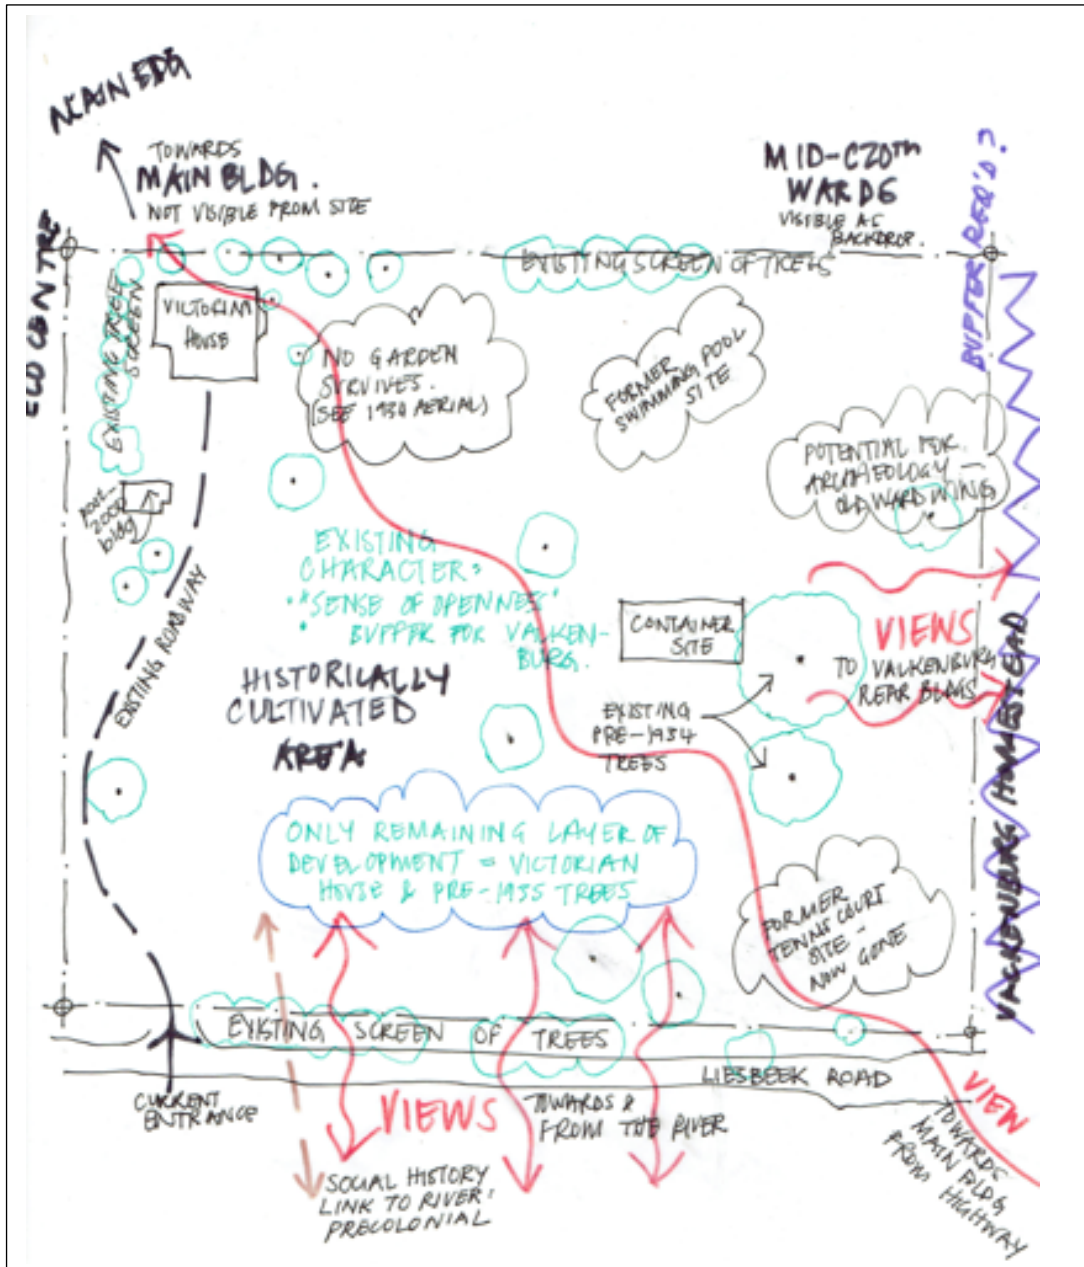 MAIN BDG
TOWARDS
MAIN BLDG.
NOT VISIBLE FROM SITE
MID-C20TH
WARDS
VISIBLE AS
BACKDROP.
BUFFER REQ'D?
ELD CENTRE
EXISTING SCREEN OF TREES
EXISTING TREE
SCREEN
VICTORIAN
HOUSE
NO GARDEN
SURVIVES.
(SEE 1934 AERIAL)
FORMER
SWIMMING POOL
SITE
POTENTIAL FOR
ARCHAEOLOGY -
OLD WARD WING
POST-
2000
bldg
EXISTING ROADWAY
EXISTING
CHARACTER:
• "SENSE OF OPENNESS"
• BUFFER FOR VALKEN-
BURG.
CONTAINER
SITE
VIEWS
TO VALKENBURG
REAR BLDGS
HISTORICALLY
CULTIVATED
AREA
EXISTING
PRE-1934
TREES
VALKENBURG HOMESTEAD
ONLY REMAINING LAYER OF
DEVELOPMENT = VICTORIAN
HOUSE & PRE-1935 TREES
FORMER
TENNIS COURT
SITE -
NOW GONE
EXISTING SCREEN OF TREES
LIESBEEK ROAD
CURRENT
ENTRANCE
VIEWS
TOWARDS &
FROM THE RIVER
VIEW
TOWARDS
MAIN BLDG
FROM HIGHWAY
SOCIAL HISTORY
LINK TO RIVER:
PRECOLONIAL